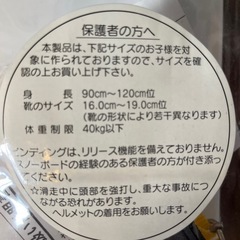 保護者の方へ
本製品は、下記サイズのお子様を対
象に作られておりますので、サイズを確
認の上お買い上げ下さい。
身 長 90cm〜120cm位
靴のサイズ 16.0cm〜19.0cm位
(靴の形状により若干異なります)
体重制限 40kg以下
ンディングは、リリース機能を備えておりません。
スノーボードの経験のある保護者の方が付き添っ
てください。
☆滑走中に頭部を強打し、重大な事故につ
ながる恐れがあります。
ヘルメットの着用をお願い